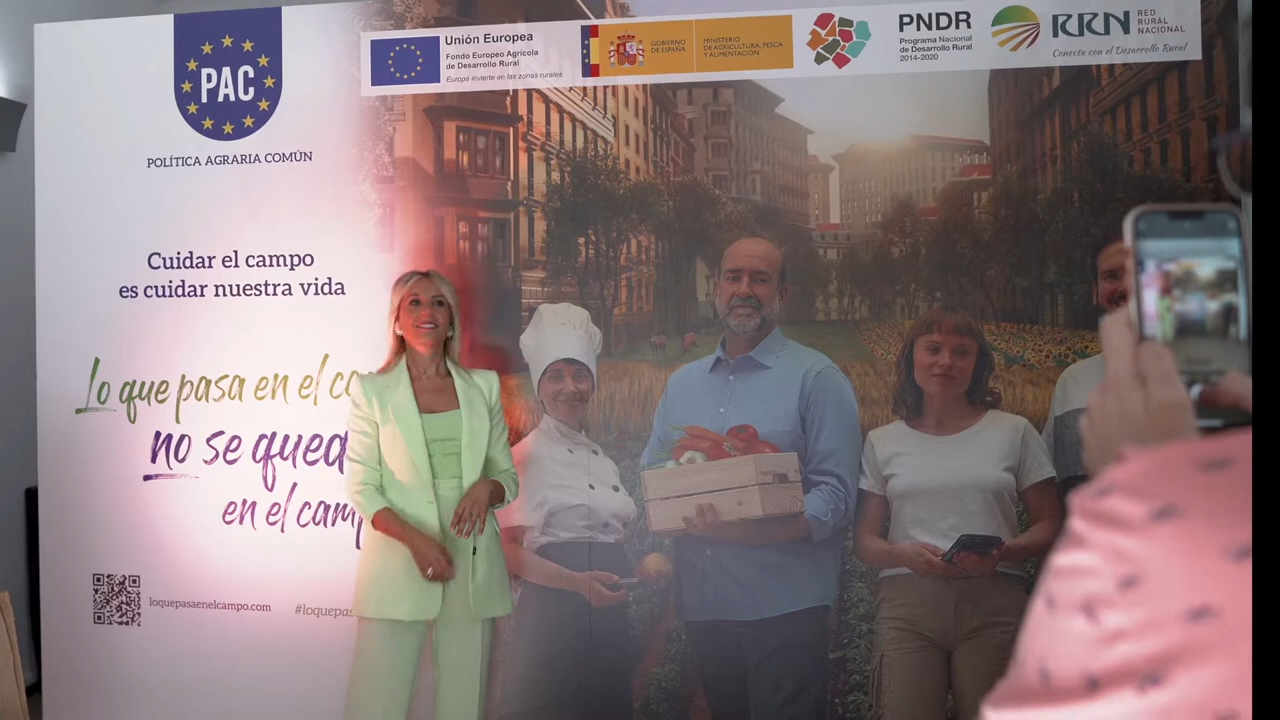 PAC
POLÍTICA AGRARIA COMÚN
Unión Europea
Fondo Europeo Agrícola
de Desarrollo Rural
Europa invierte en las zonas rurales
GOBIERNO
DE ESPAÑA
MINISTERIO
DE AGRICULTURA, PESCA
Y ALIMENTACIÓN
PNDR
Programa Nacional
de Desarrollo Rural
2014-2020
RRN
RED
RURAL
NACIONAL
Conecta con el Desarrollo Rural
Cuidar el campo
es cuidar nuestra vida
Lo que pasa en el ca
no se qued
en el camp
loquepasaenelcampo.com
#loquepas